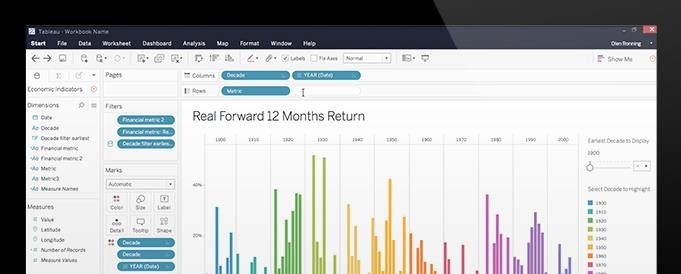 Tableau - Workbook Name
Start File Data Worksheet Dashboard Analysis Map Format Window Help
Olen Ronning
Labels Fix Axes Normal Show Me
Economic Indicators
Dimensions
Date
Decade
Decade filter earliest
Financial metric
Financial metric 2
Metric
Metric3
Measure Names
Measures
Value
Latitude
Longitude
Number of Records
Measure Values
Pages
Filters
Financial metric 2
Financial metric: Re..
Decade filter earlies..
Marks
Automatic
Color Size Label
Detail Tooltip Shape
Decade
Decade
YEAR (Date)
Columns Decade YEAR (Date)
Rows Metric
Real Forward 12 Months Return
1900 1910 1920 1930 1940 1950 1960 1970 1980 1990 2000
40%
20%
Earliest Decade to Display
1900
Select Decade to Highlight
1900
1910
1920
1930
1940
1950
1960
1970